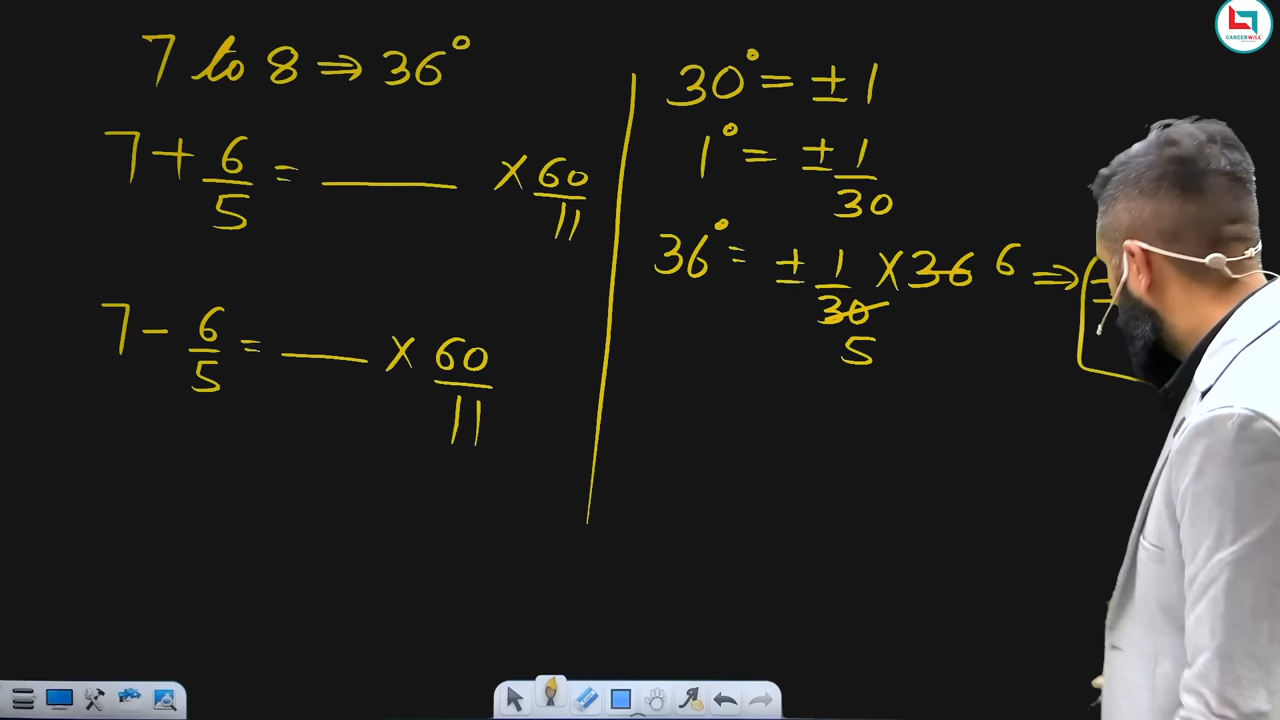 7 to 8 ⇒ 36°
7 + 6/5 = ____ × 60/11
7 - 6/5 = ___ × 60/11
30° = ± 1
1° = ± 1/30
36° = ± 1/30 × 36 6 ⇒
5
CAREERWILL